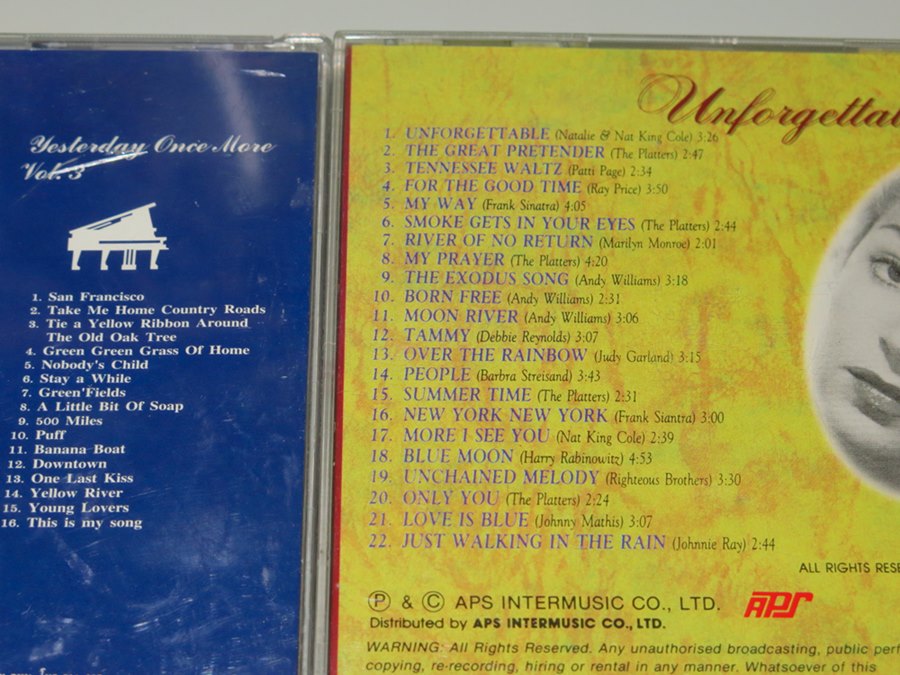 Yesterday Once More
Vol. 3
1. San Francisco
2. Take Me Home Country Roads
3. Tie a Yellow Ribbon Around
The Old Oak Tree
4. Green Green Grass Of Home
5. Nobody's Child
6. Stay a While
7. Green'Fields
8. A Little Bit Of Soap
9. 500 Miles
10. Puff
11. Banana Boat
12. Downtown
13. One Last Kiss
14. Yellow River
15. Young Lovers
16. This is my song
Unforgettab
1. UNFORGETTABLE (Natalie & Nat King Cole) 3:26
2. THE GREAT PRETENDER (The Platters) 2:47
3. TENNESSEE WALTZ (Patti Page) 2:34
4. FOR THE GOOD TIME (Ray Price) 3:50
5. MY WAY (Frank Sinatra) 4:05
6. SMOKE GETS IN YOUR EYES (The Platters) 2:44
7. RIVER OF NO RETURN (Marilyn Monroe) 2:01
8. MY PRAYER (The Platters) 4:20
9. THE EXODUS SONG (Andy Williams) 3:18
10. BORN FREE (Andy Williams) 2:31
11. MOON RIVER (Andy Williams) 3:06
12. TAMMY (Debbie Reynolds) 3:07
13. OVER THE RAINBOW (Judy Garland) 3:15
14. PEOPLE (Barbra Streisand) 3:43
15. SUMMER TIME (The Platters) 2:31
16. NEW YORK NEW YORK (Frank Siantra) 3:00
17. MORE I SEE YOU (Nat King Cole) 2:39
18. BLUE MOON (Harry Rabinowitz) 4:53
19. UNCHAINED MELODY (Righteous Brothers) 3:30
20. ONLY YOU (The Platters) 2:24
21. LOVE IS BLUE (Johnny Mathis) 3:07
22. JUST WALKING IN THE RAIN (Johnnie Ray) 2:44
ALL RIGHTS RESE
Ⓟ & © APS INTERMUSIC CO., LTD. APS
Distributed by APS INTERMUSIC CO., LTD.
WARNING: All Rights Reserved. Any unauthorised broadcasting, public perf
copying, re-recording, hiring or rental in any manner. Whatsoever of this